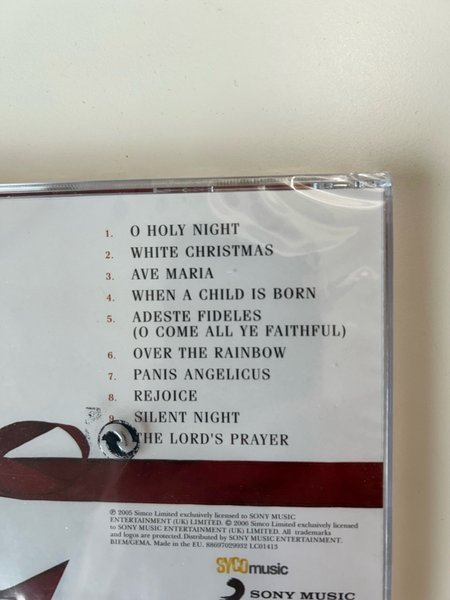 1. O HOLY NIGHT
2. WHITE CHRISTMAS
3. AVE MARIA
4. WHEN A CHILD IS BORN
5. ADESTE FIDELES
(O COME ALL YE FAITHFUL)
6. OVER THE RAINBOW
7. PANIS ANGELICUS
8. REJOICE
9. SILENT NIGHT
THE LORD'S PRAYER
℗ 2005 Simco Limited exclusively licensed to SONY MUSIC
ENTERTAINMENT (UK) LIMITED. © 2006 Simco Limited exclusively licensed
to SONY MUSIC ENTERTAINMENT (UK) LIMITED. All trademarks
and logos are protected. Distributed by SONY MUSIC ENTERTAINMENT.
BIEM/GEMA. Made in the EU. 88697029932 LC01413
SYCOmusic
SONY MUSIC